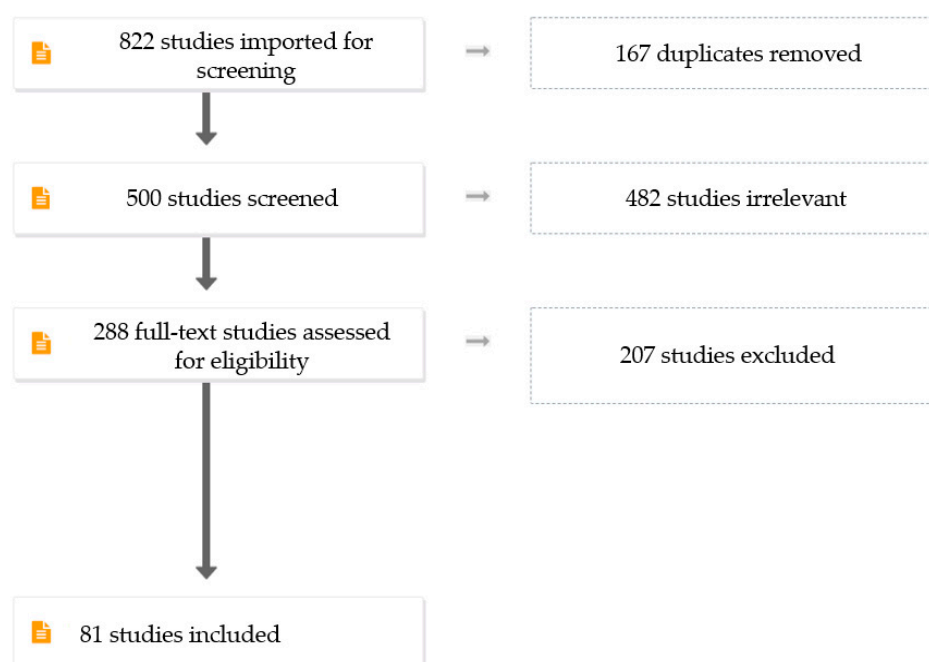 822 studies imported for
screening
167 duplicates removed
500 studies screened
482 studies irrelevant
288 full-text studies assessed
for eligibility
207 studies excluded
81 studies included